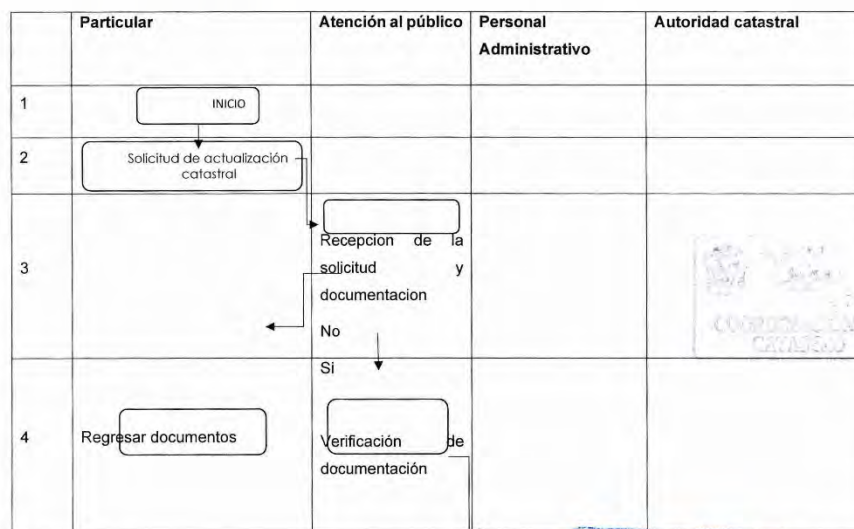 Particular Atención al público Personal Autoridad catastral
Administrativo
1 INICIO
2 Solicitud de actualización
catastral
3 Recepcion de la
solicitud y
documentacion
No
Si
4 Regresar documentos Verificación de
documentación